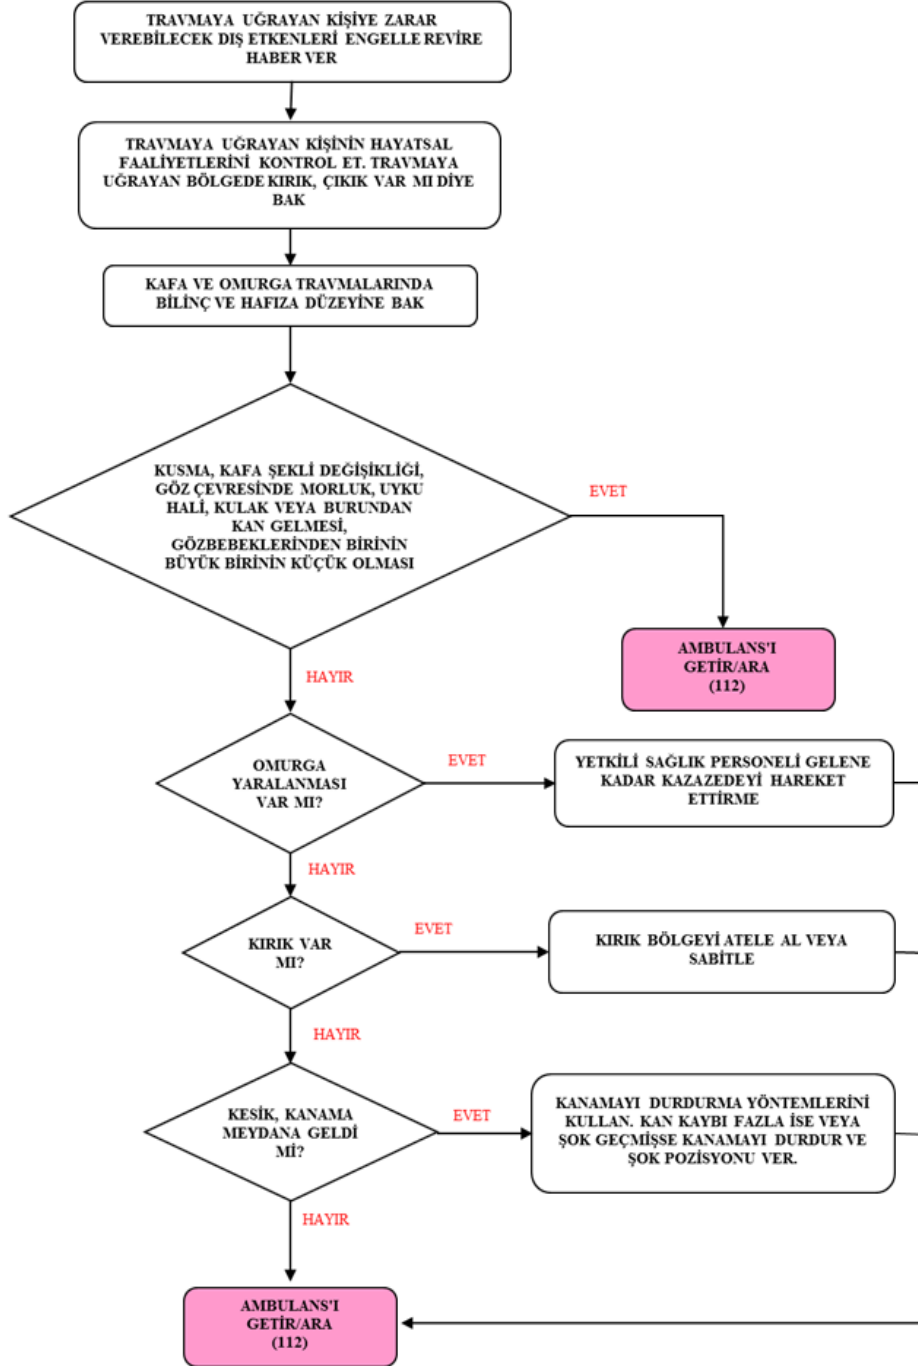 TRAVMAYA UĞRAYAN KİŞİYE ZARAR
VEREBİLECEK DIŞ ETKENLERİ ENGELLE REVİRE
HABER VER
TRAVMAYA UĞRAYAN KİŞİNİN HAYATSAL
FAALİYETLERİNİ KONTROL ET. TRAVMAYA
UĞRAYAN BÖLGEDE KIRIK, ÇIKIK VAR MI DİYE
BAK
KAFA VE OMURGA TRAVMALARINDA
BİLİNÇ VE HAFIZA DÜZEYİNE BAK
KUSMA, KAFA ŞEKLİ DEĞİŞİKLİĞİ,
GÖZ ÇEVRESİNDE MORLUK, UYKU
HALİ, KULAK VEYA BURUNDAN
KAN GELMESİ,
GÖZBEBEKLERİNDEN BİRİNİN
BÜYÜK BİRİNİN KÜÇÜK OLMASI
EVET
AMBULANS'I
GETİR/ARA
(112)
HAYIR
OMURGA
YARALANMASI
VAR MI?
EVET
YETKİLİ SAĞLIK PERSONELİ GELENE
KADAR KAZAZEDEYİ HAREKET
ETTİRME
HAYIR
KIRIK VAR
MI?
EVET
KIRIK BÖLGEYİ ATELE AL VEYA
SABİTLE
HAYIR
KESİK, KANAMA
MEYDANA GELDİ
Mİ?
EVET
KANAMAYI DURDURMA YÖNTEMLERİNİ
KULLAN. KAN KAYBI FAZLA İSE VEYA
ŞOK GEÇMİŞSE KANAMAYI DURDUR VE
ŞOK POZİSYONU VER.
HAYIR
AMBULANS'I
GETİR/ARA
(112)